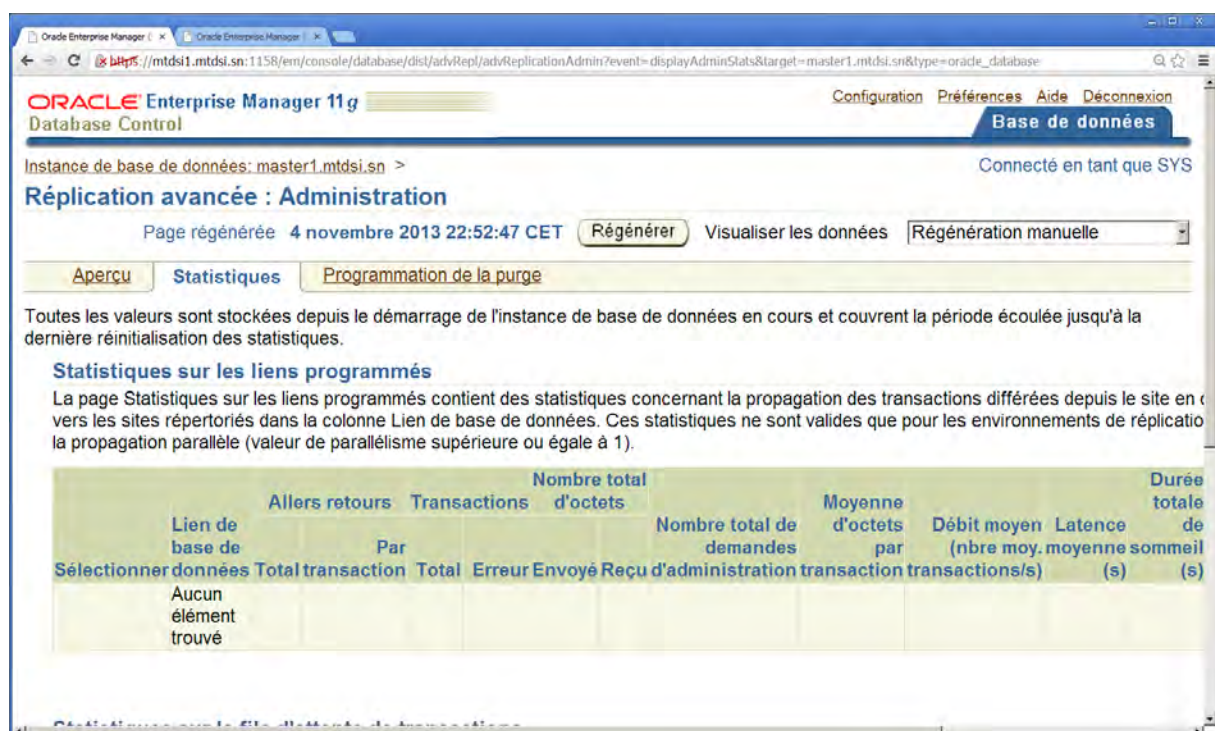 Oracle Enterprise Manager (
Oracle Enterprise Manager (
https://mtdsi1.mtdsi.sn:1158/em/console/database/dist/advRepl/advReplicationAdmin?event=displayAdminStats&target=master1.mtdsi.sn&type=oracle_database
ORACLE Enterprise Manager 11g
Database Control
Configuration Préférences Aide Déconnexion
Base de données
Instance de base de données: master1.mtdsi.sn >
Connecté en tant que SYS
Réplication avancée : Administration
Page régénérée 4 novembre 2013 22:52:47 CET Régénérer Visualiser les données Régénération manuelle
Aperçu Statistiques Programmation de la purge
Toutes les valeurs sont stockées depuis le démarrage de l'instance de base de données en cours et couvrent la période écoulée jusqu'à la
dernière réinitialisation des statistiques.
Statistiques sur les liens programmés
La page Statistiques sur les liens programmés contient des statistiques concernant la propagation des transactions différées depuis le site en
vers les sites répertoriés dans la colonne Lien de base de données. Ces statistiques ne sont valides que pour les environnements de réplicatio
la propagation parallèle (valeur de parallélisme supérieure ou égale à 1).
Nombre total Durée
Allers retours Transactions d'octets Moyenne totale
Lien de Nombre total de d'octets Débit moyen Latence de
base de Par demandes par (nbre moy. moyenne sommeil
Sélectionner données Total transaction Total Erreur Envoyé Reçu d'administration transaction transactions/s) (s) (s)
Aucun
élément
trouvé
Statistiques sur la file d'attente de transactions